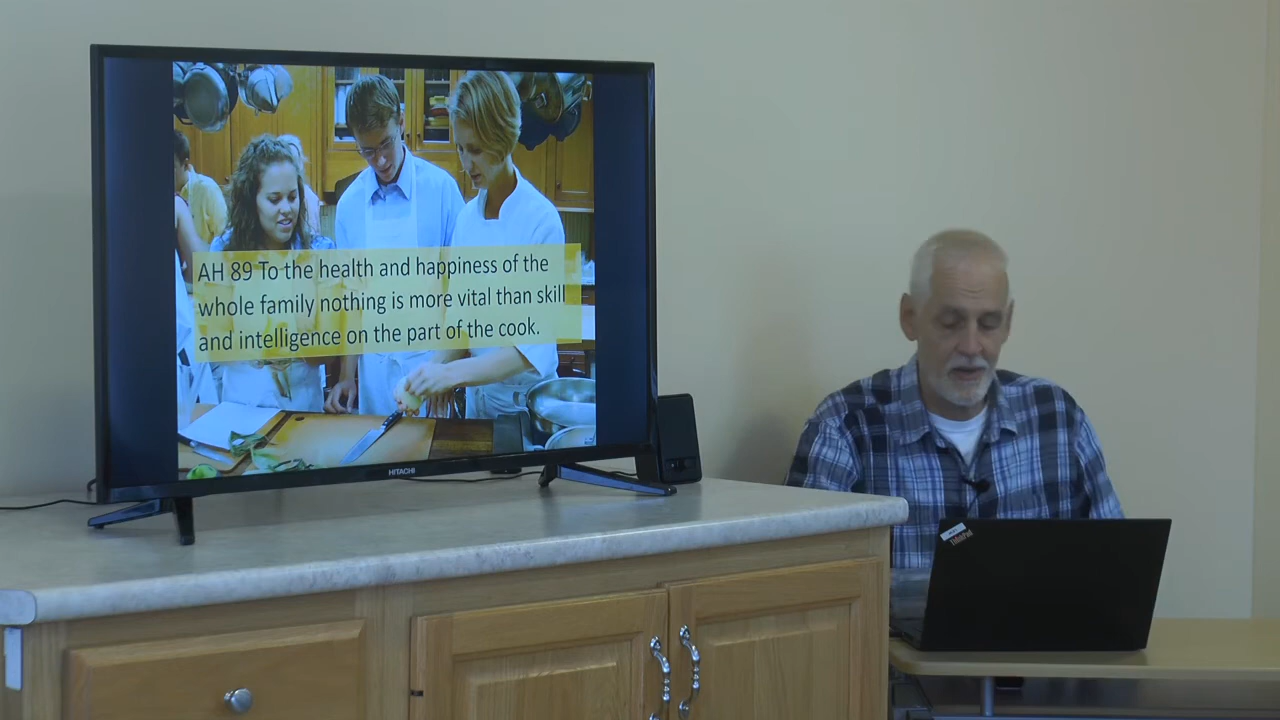 AH 89 To the health and happiness of the
whole family nothing is more vital than skill
and intelligence on the part of the cook.
HITACHI
ThinkPad